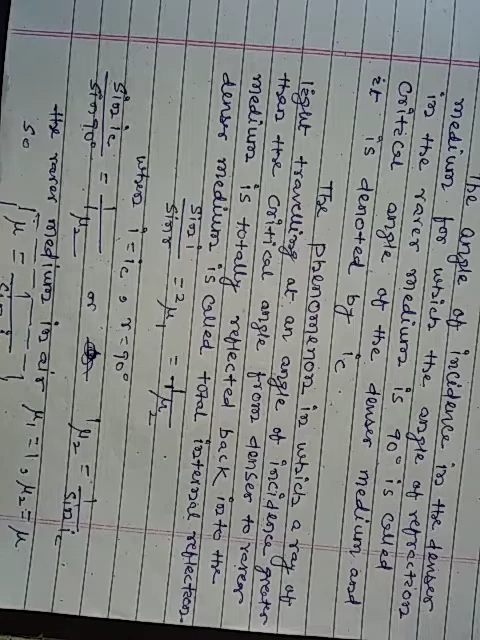 The angle of incidence in the denser
medium for which the angle of refraction
in the rarer medium is 90° is called
Critical angle of the denser medium and
it is denoted by ic
The phenomenon in which a ray of
light travelling at an angle of incidence greater
then the critical angle from denser to rarer
medium is totally reflected back into the
denser medium is called total internal reflection.
sin i / sin r = ²μ₁ = ¹/μ₂
when i = ic, r = 90°
sin ic / sin 90° = 1 / ¹μ₂ or ¹μ₂ = 1 / sin ic
the rarer medium in air μ₁ = 1, μ₂ = μ
so μ = 1 / sin i